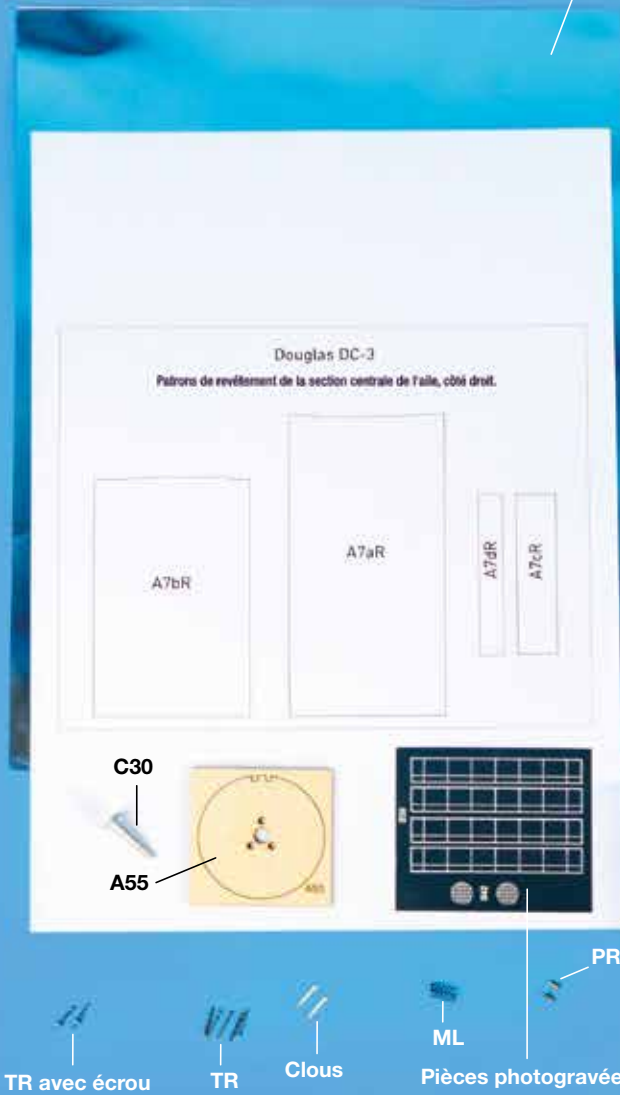 Douglas DC-3
Patrons de revêtement de la section centrale de l'aile, côté droit.
A7bR
A7aR
A7dR
A7cR
C30
A55
A55
PR
ML
TR avec écrou
TR
Clous
Pièces photogravée